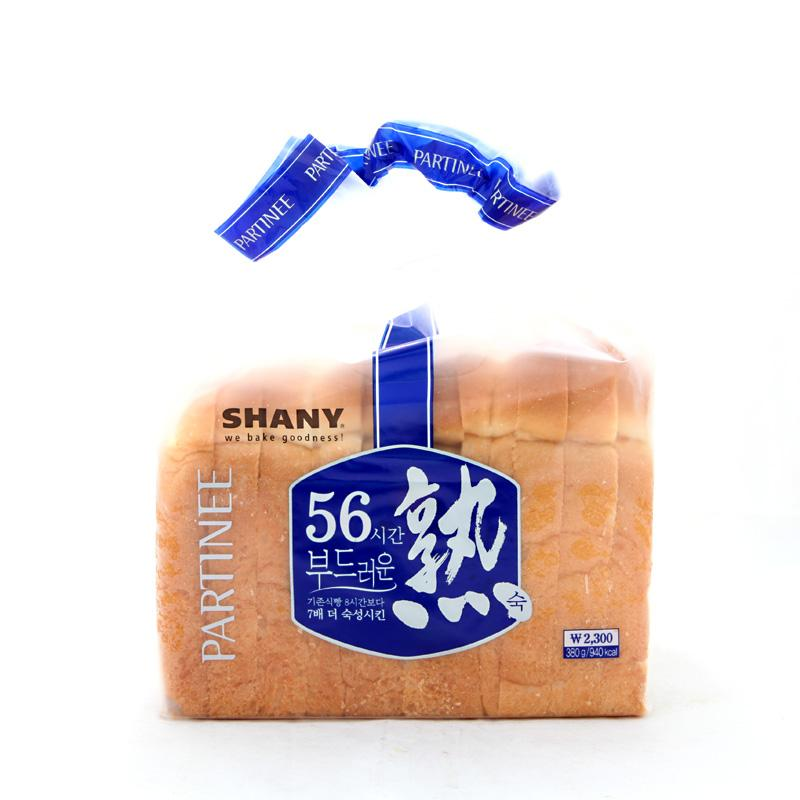 PARTINEE
PARTINEE
PARTINEE
SHANY
we bake goodness!
PARTINEE
56시간
부드러운
熟
숙
기존식빵 8시간보다
7배 더 숙성시킨
₩2,300
380g/940kcal